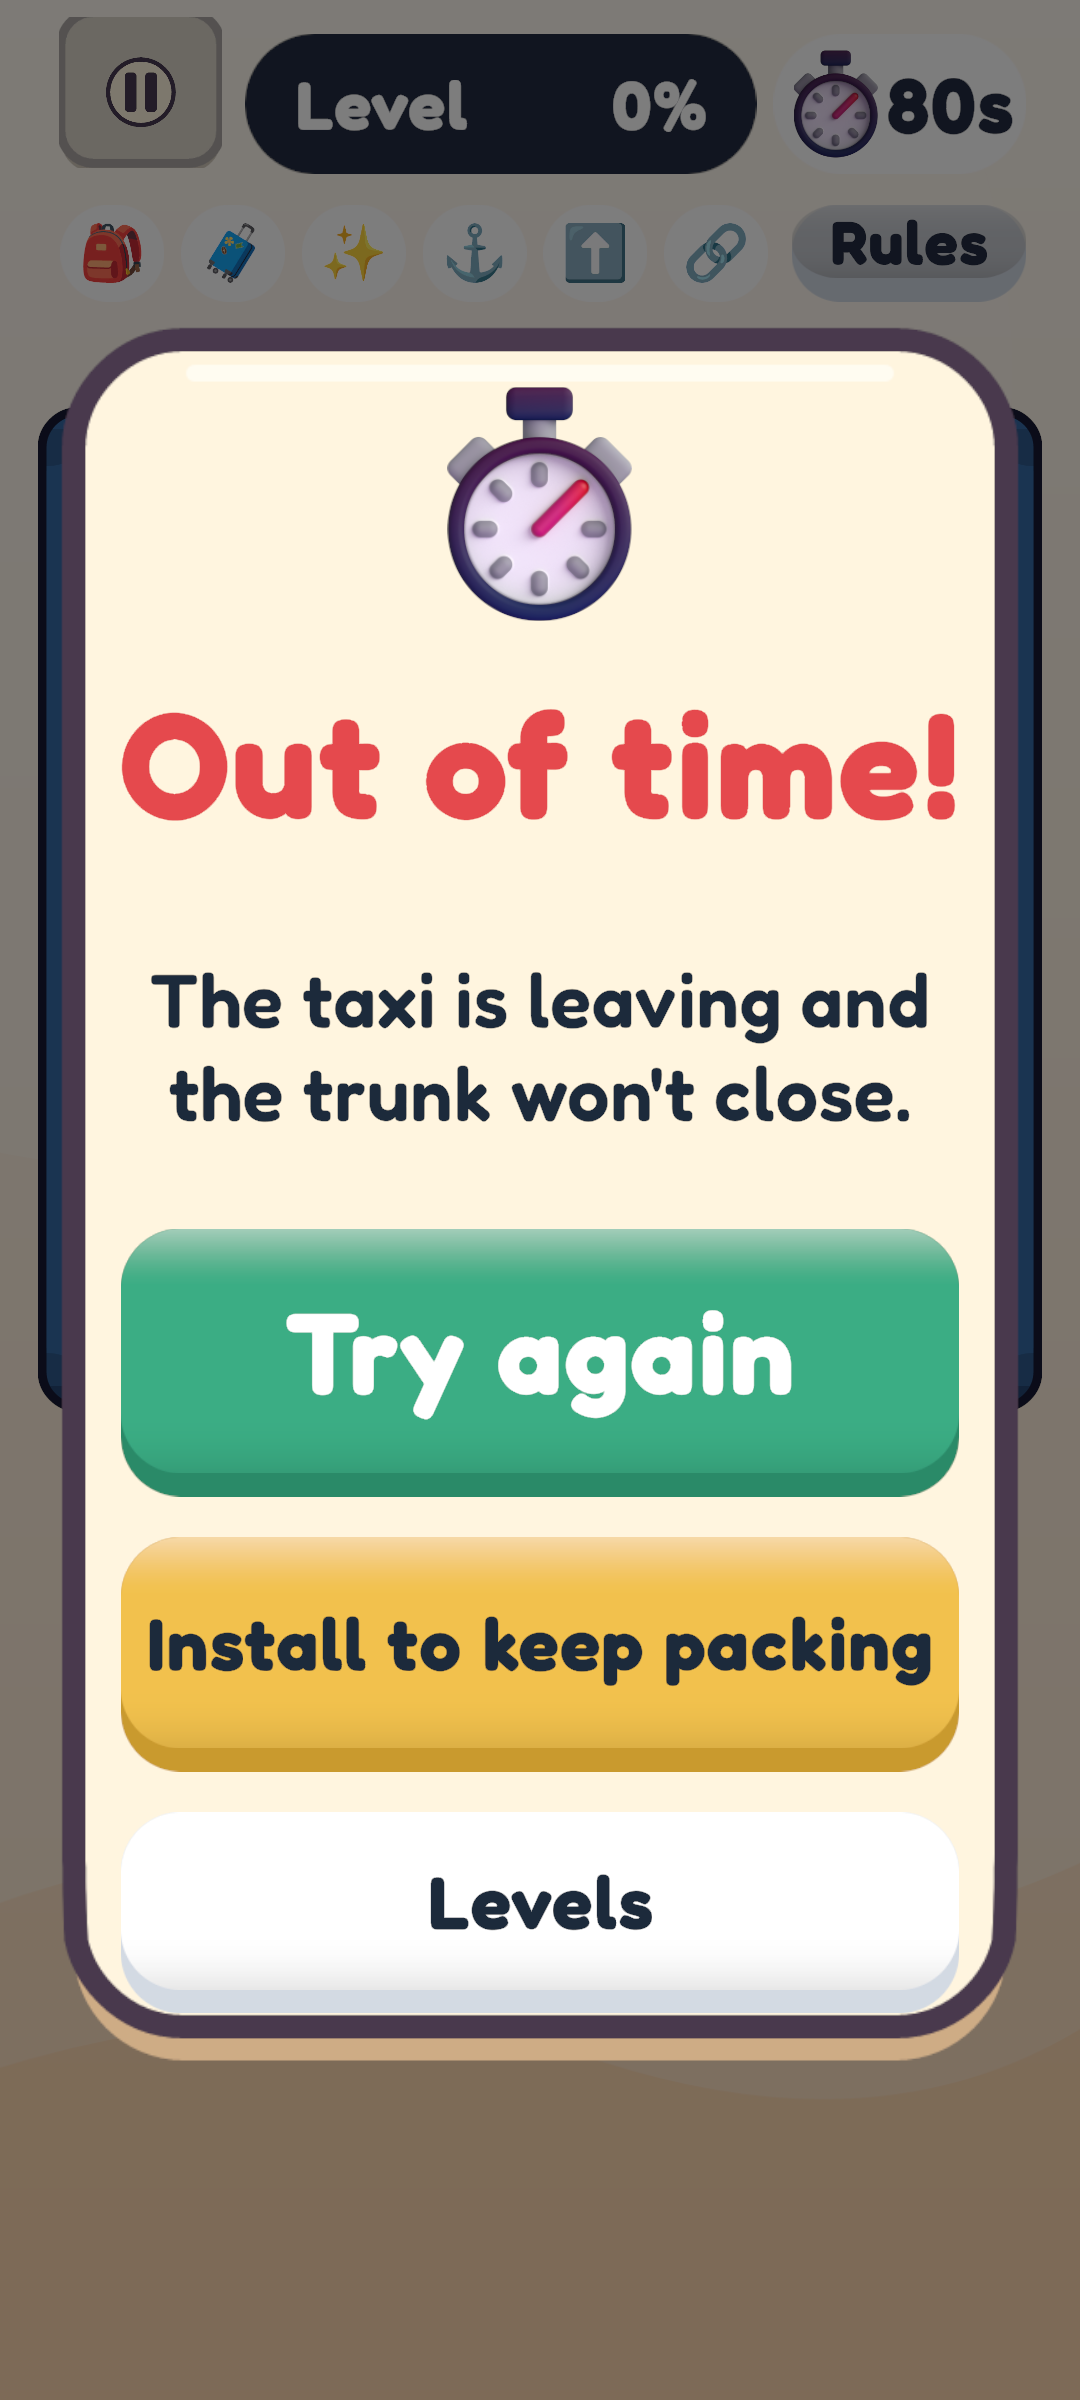 Level 0% 80s
Rules
Out of time!
The taxi is leaving and
the trunk won't close.
Try again
Install to keep packing
Levels